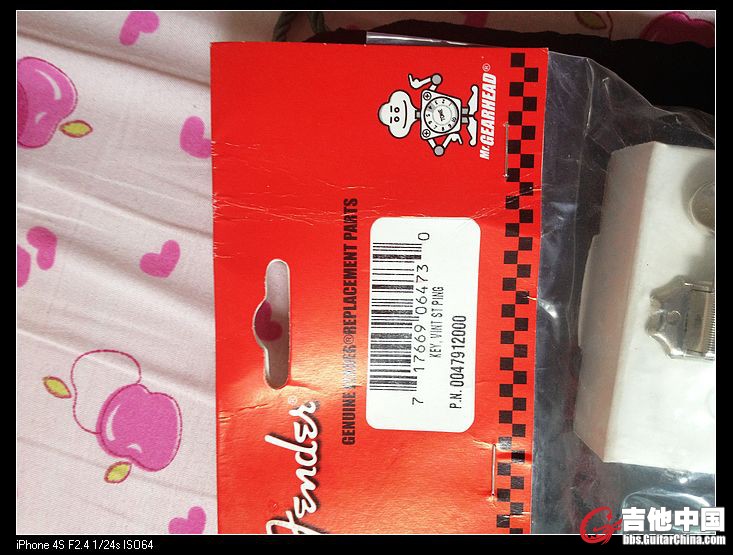 Mr. GEARHEAD®
GENUINE FENDER® REPLACEMENT PARTS
7 17669 06473 0
KEY, VINT ST PING
P.N. 0047912000
Fender®
iPhone 4S F2.4 1/24s ISO64
吉他中国
bbs.GuitarChina.com